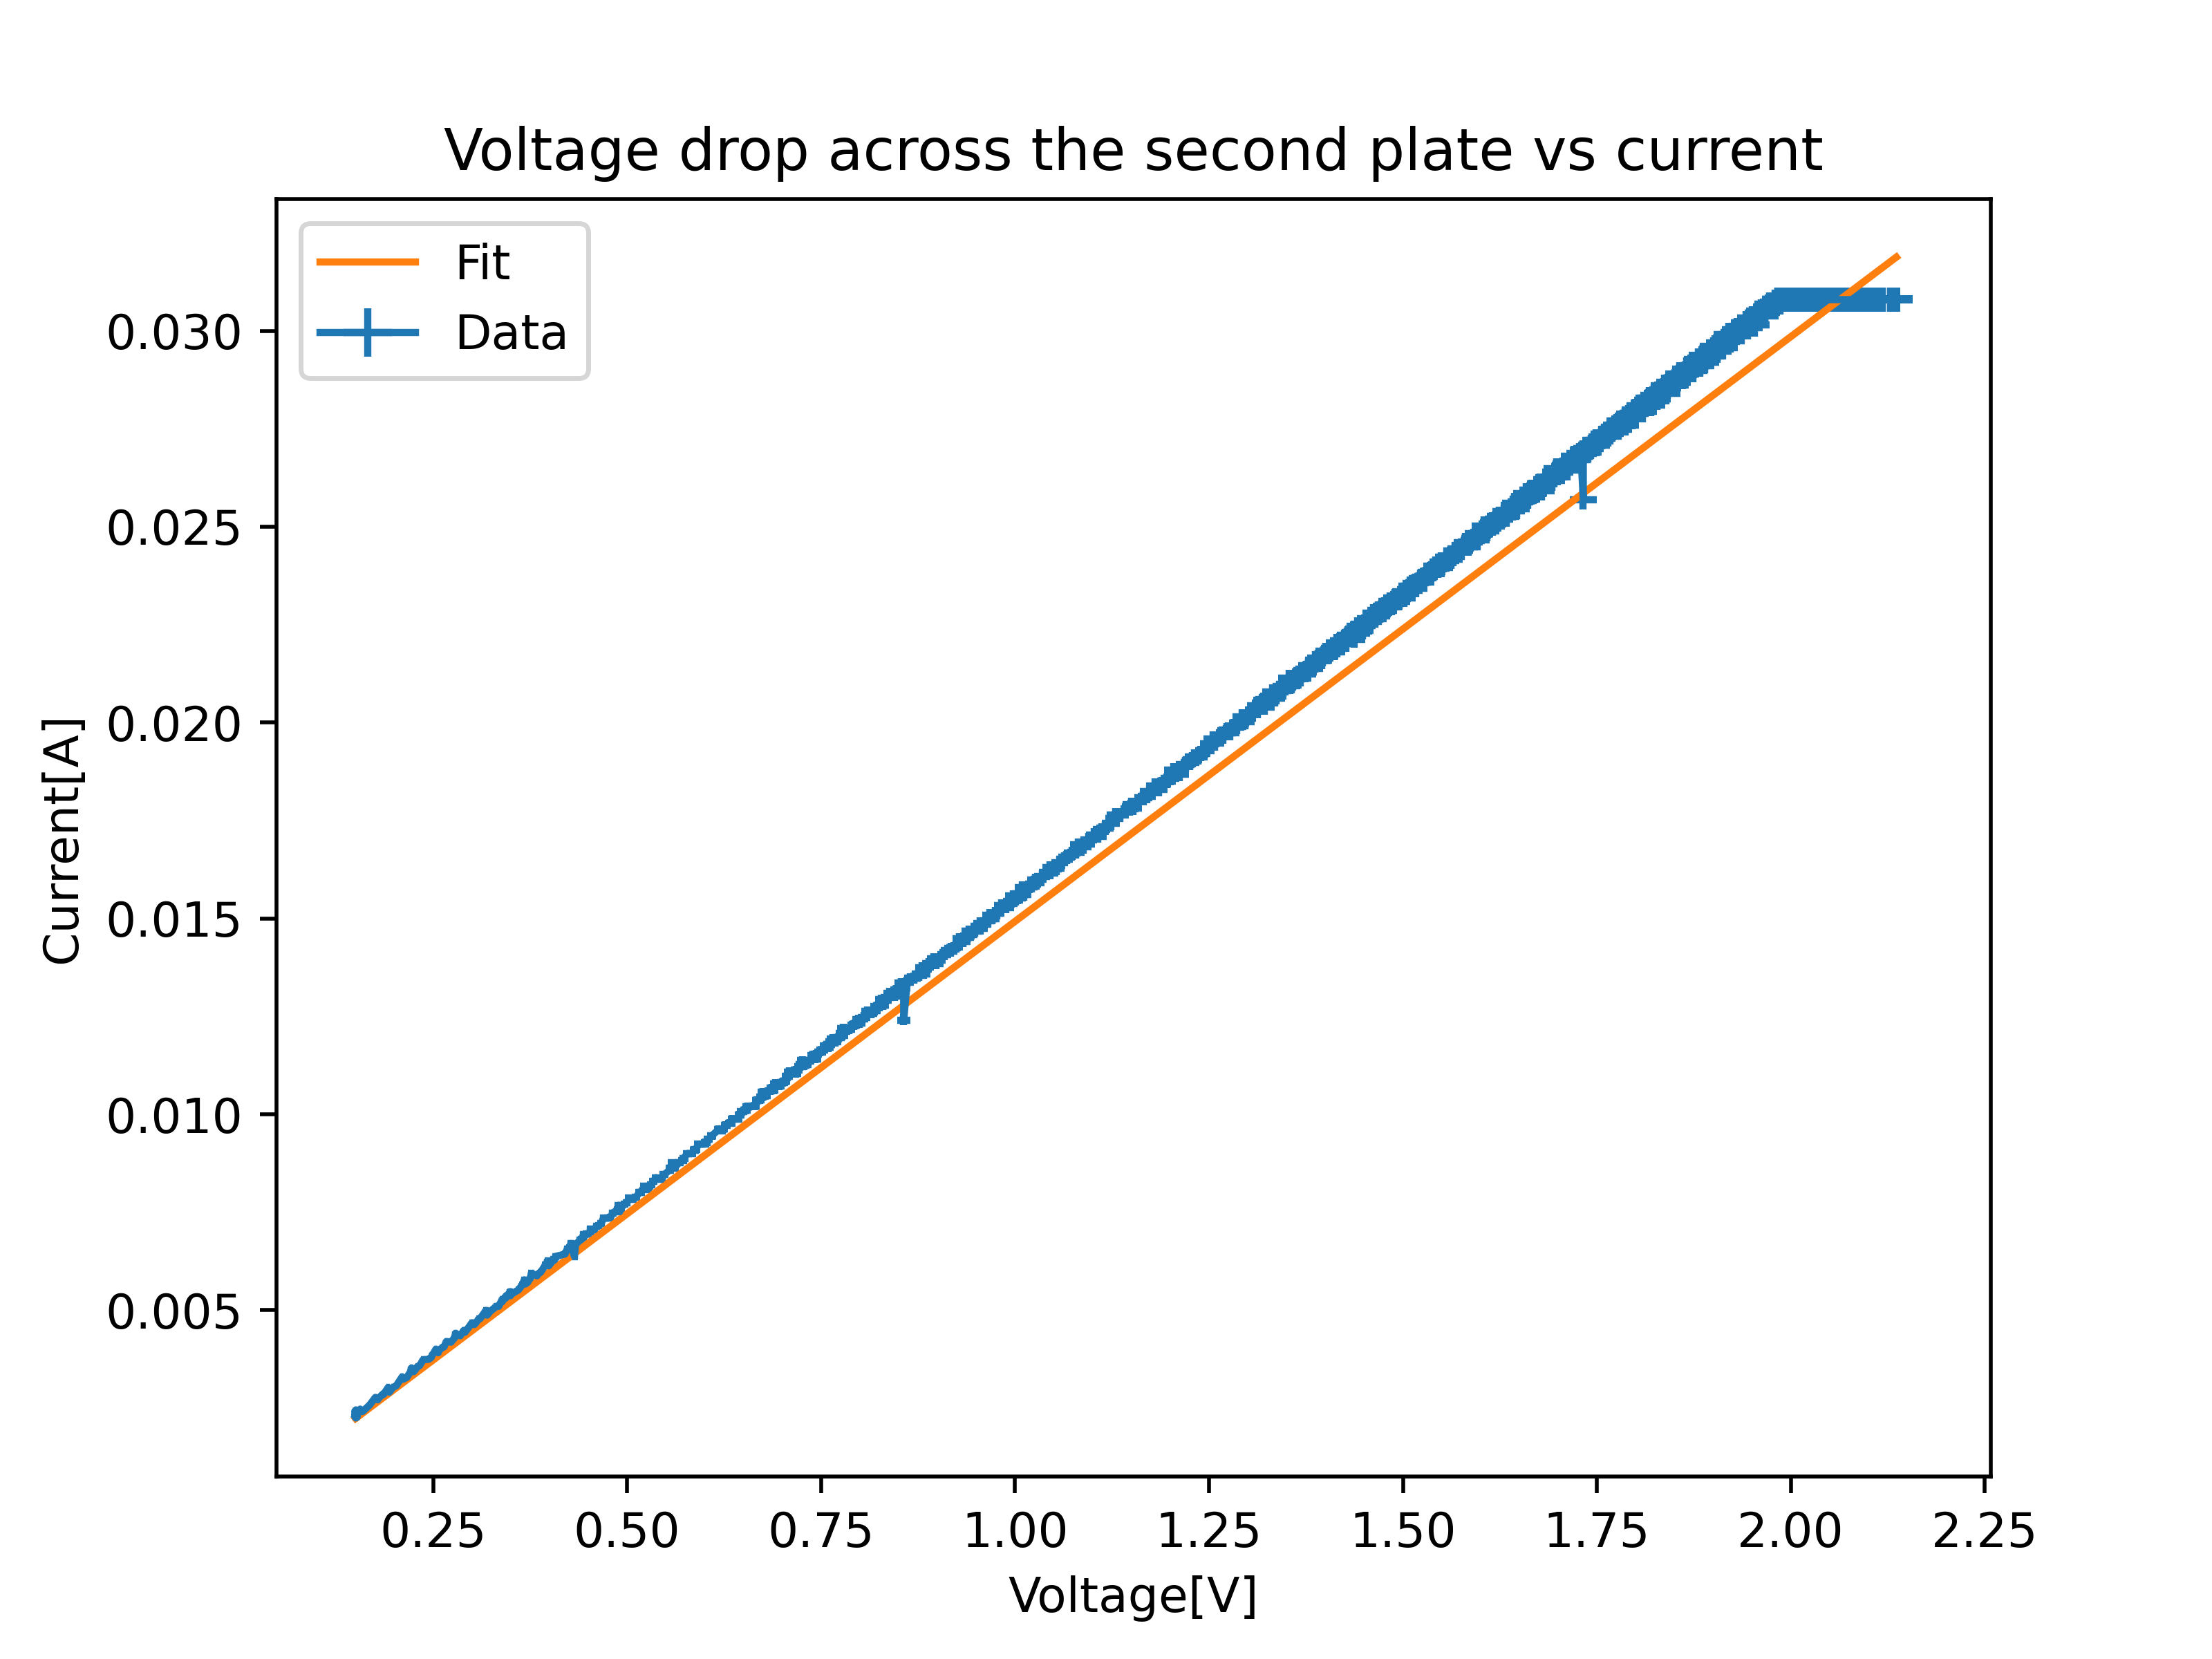 Voltage drop across the second plate vs current
Fit
Data
0.030
0.025
0.020
0.015
0.010
0.005
Current[A]
0.25 0.50 0.75 1.00 1.25 1.50 1.75 2.00 2.25
Voltage[V]